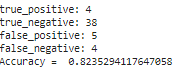 true_positive: 4
true_negative: 38
false_positive: 5
false_negative: 4
Accuracy =  0.8235294117647058